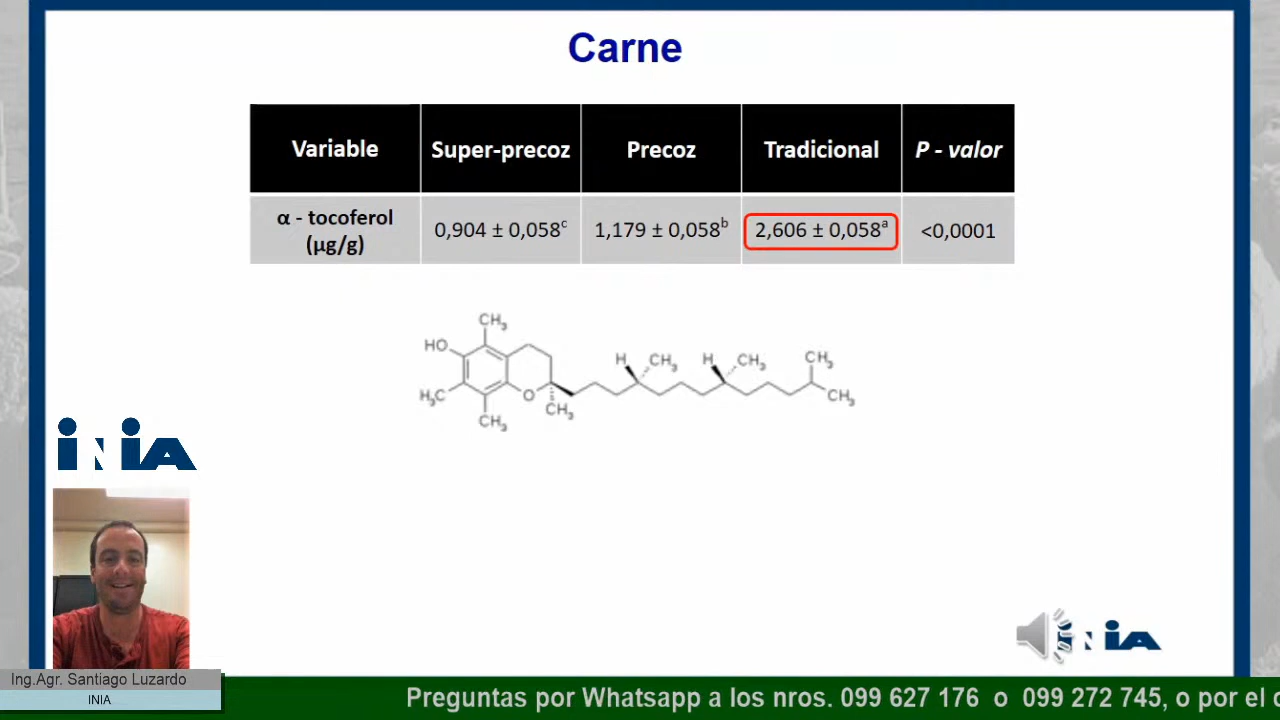 Carne
Variable Super-precoz Precoz Tradicional P - valor
α - tocoferol
(µg/g)
0,904 ± 0,058c 1,179 ± 0,058b 2,606 ± 0,058a <0,0001
CH3
HO
H3C
CH3
O
CH3
H
CH3
H
CH3
CH3
CH3
INIA
INIA
Ing.Agr. Santiago Luzardo
INIA
Preguntas por Whatsapp a los nros. 099 627 176 o 099 272 745, o por el